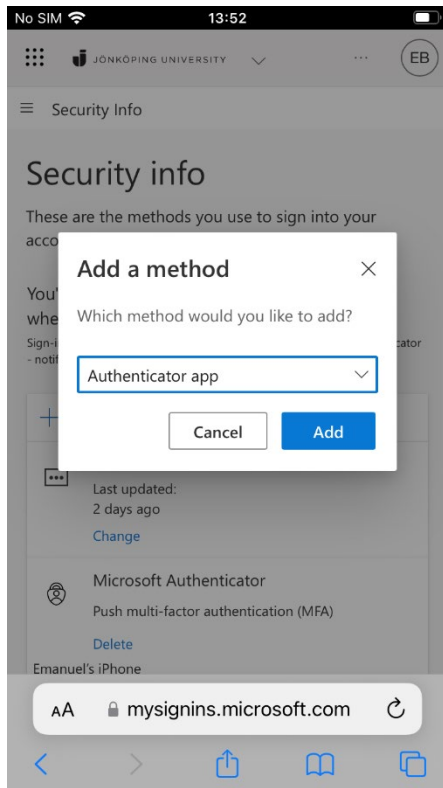 No SIM 13:52
JÖNKÖPING UNIVERSITY ... EB
Security Info
Security info
These are the methods you use to sign into your
acco
Add a method
You'
Which method would you like to add?
whe
Sign-i
cator
- notif
Authenticator app
Cancel Add
Last updated:
2 days ago
Change
Microsoft Authenticator
Push multi-factor authentication (MFA)
Delete
Emanuel's iPhone
AA mysignins.microsoft.com